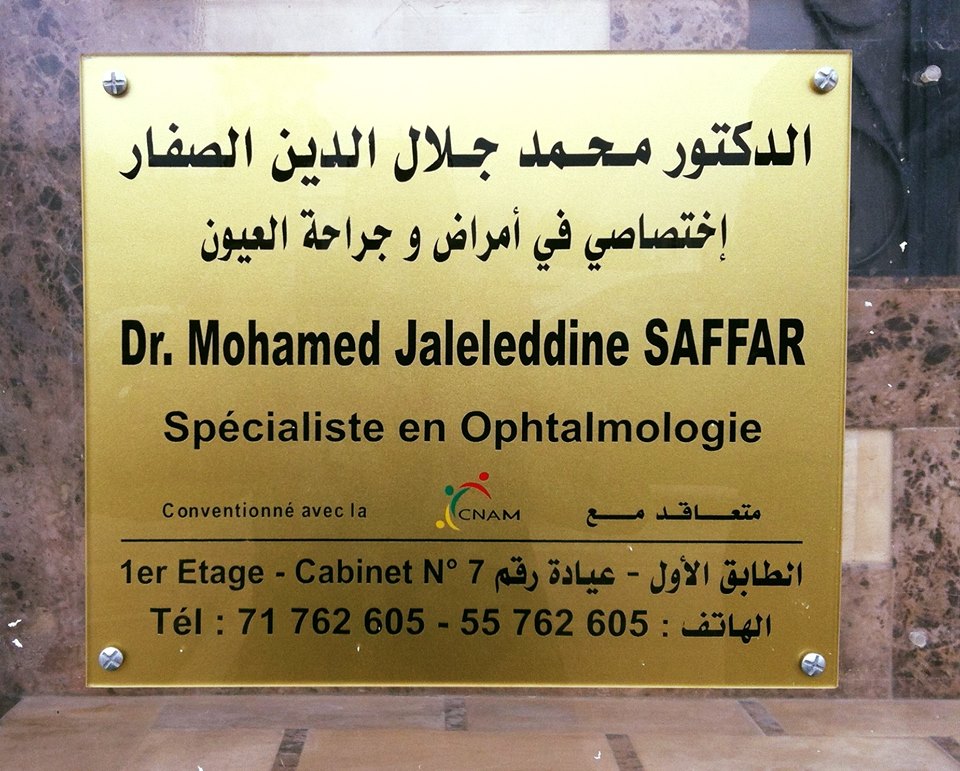 الدكتور محمد جلال الدين الصفار
إختصاصي في أمراض و جراحة العيون
Dr. Mohamed Jaleleddine SAFFAR
Spécialiste en Ophtalmologie
Conventionné avec la CNAM متعاقد مع
1er Etage - Cabinet N° 7 الطابق الأول - عيادة رقم
Tél : 71 762 605 - 55 762 605 : الهاتف